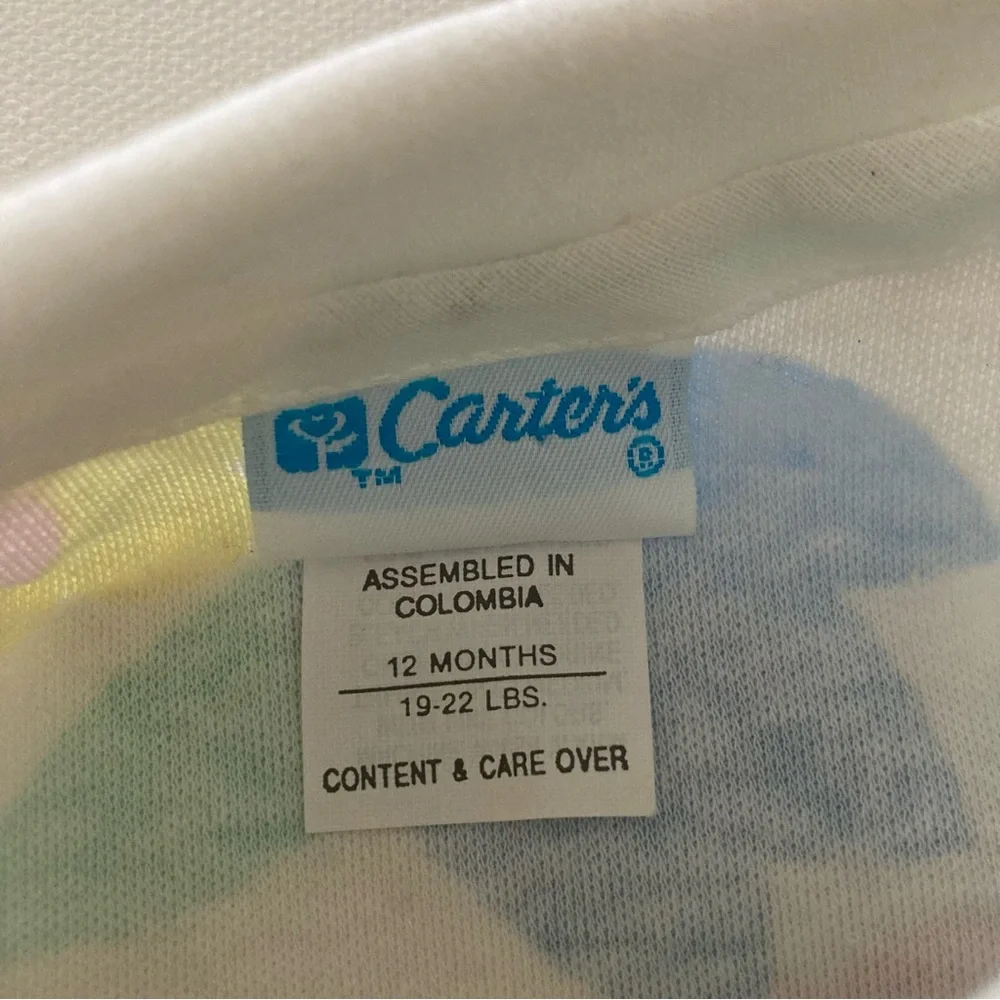 Carter's
TM ®
ASSEMBLED IN
COLOMBIA
12 MONTHS
19-22 LBS.
CONTENT & CARE OVER